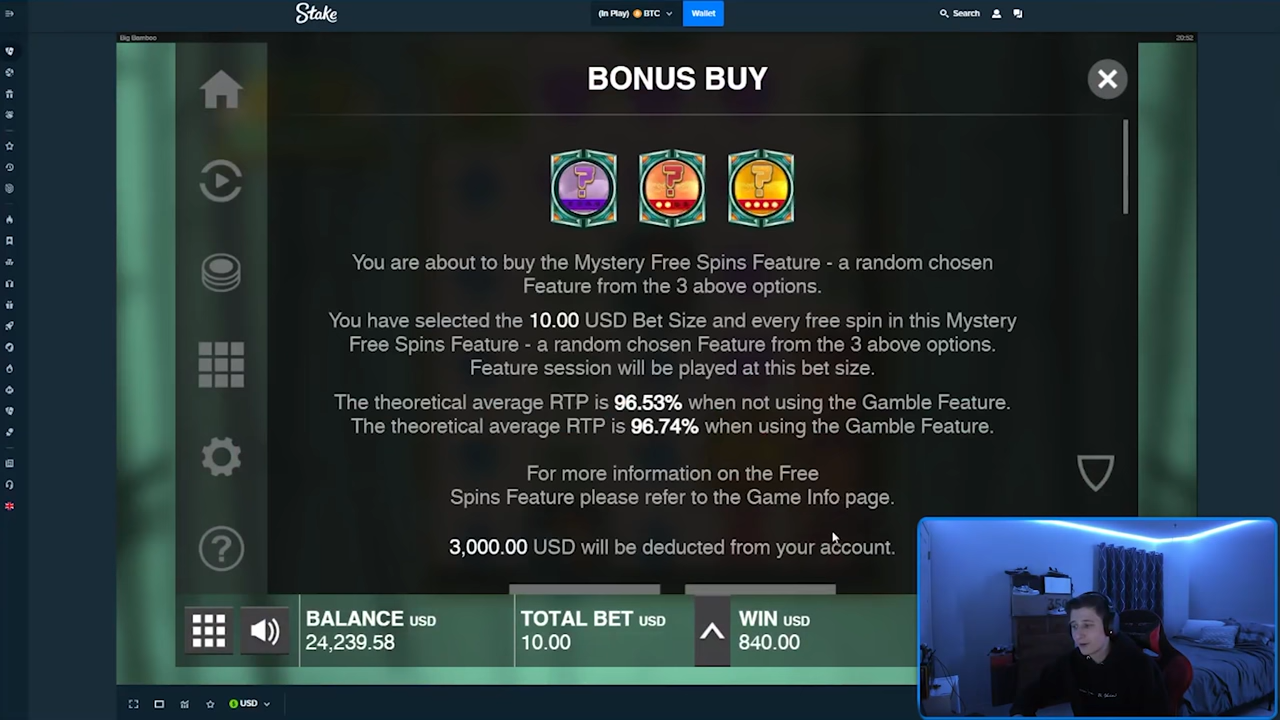 Stake
(In Play) BTC
Wallet
Search
Big Bamboo
20:52
BONUS BUY
You are about to buy the Mystery Free Spins Feature - a random chosen
Feature from the 3 above options.
You have selected the 10.00 USD Bet Size and every free spin in this Mystery
Free Spins Feature - a random chosen Feature from the 3 above options.
Feature session will be played at this bet size.
The theoretical average RTP is 96.53% when not using the Gamble Feature.
The theoretical average RTP is 96.74% when using the Gamble Feature.
For more information on the Free
Spins Feature please refer to the Game Info page.
3,000.00 USD will be deducted from your account.
BALANCE USD
24,239.58
TOTAL BET USD
10.00
WIN USD
840.00
USD